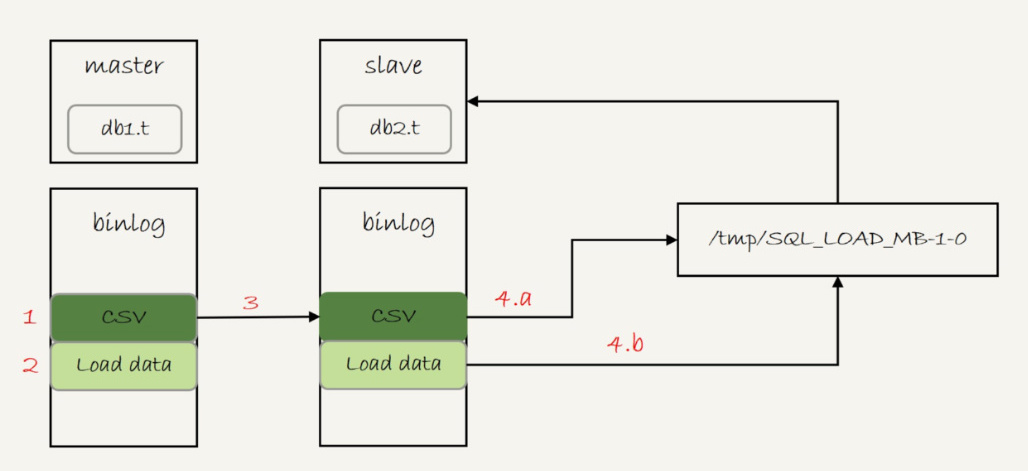 master
db1.t
slave
db2.t
binlog
binlog
/tmp/SQL_LOAD_MB-1-0
1
CSV
3
CSV
4.a
2
Load data
Load data
4.b